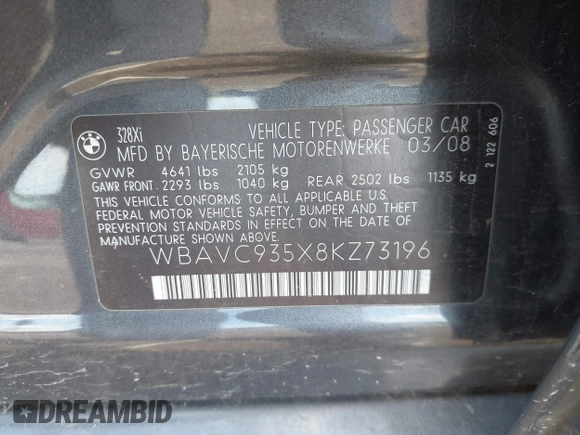 BMW
328Xi
VEHICLE TYPE: PASSENGER CAR
MFD BY BAYERISCHE MOTORENWERKE 03/08
GVWR 4641 lbs 2105 kg
GAWR FRONT: 2293 lbs 1040 kg REAR 2502 lbs 1135 kg
THIS VEHICLE CONFORMS TO ALL APPLICABLE U.S.
FEDERAL MOTOR VEHICLE SAFETY, BUMPER AND THEFT
PREVENTION STANDARDS IN EFFECT ON THE DATE OF
MANUFACTURE SHOWN ABOVE.
WBAVC935X8KZ73196
2 122 606
DREAMBID